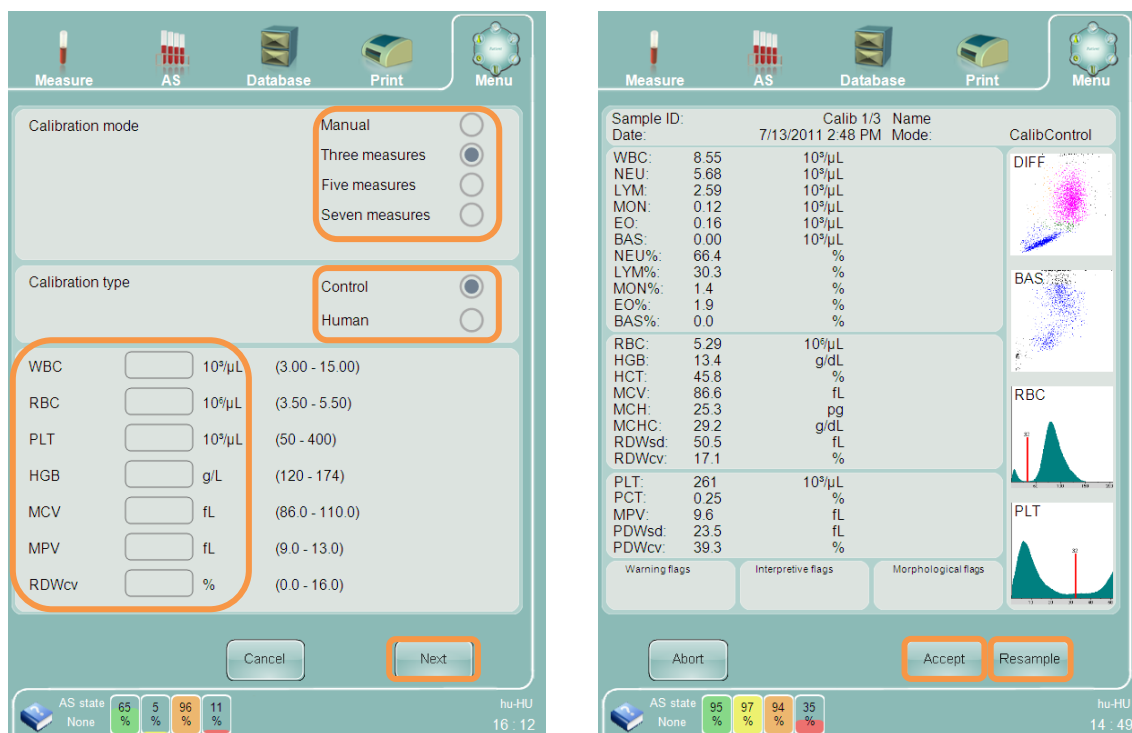 Measure AS Database Print Menu
Calibration mode
Manual
Three measures
Five measures
Seven measures
Calibration type
Control
Human
WBC 10³/µL (3.00 - 15.00)
RBC 10⁶/µL (3.50 - 5.50)
PLT 10³/µL (50 - 400)
HGB g/L (120 - 174)
MCV fL (86.0 - 110.0)
MPV fL (9.0 - 13.0)
RDWcv % (0.0 - 16.0)
Cancel Next
AS state 65 % 5 % 96 % 11 % hu-HU
None 16 : 12
Measure AS Database Print Menu
Sample ID: Calib 1/3 Name
Date: 7/13/2011 2:48 PM Mode: CalibControl
WBC: 8.55 10³/µL
NEU: 5.68 10³/µL
LYM: 2.59 10³/µL
MON: 0.12 10³/µL
EO: 0.16 10³/µL
BAS: 0.00 10³/µL
NEU%: 66.4 %
LYM%: 30.3 %
MON%: 1.4 %
EO%: 1.9 %
BAS%: 0.0 %
RBC: 5.29 10⁶/µL
HGB: 13.4 g/dL
HCT: 45.8 %
MCV: 86.6 fL
MCH: 25.3 pg
MCHC: 29.2 g/dL
RDWsd: 50.5 fL
RDWcv: 17.1 %
PLT: 261 10³/µL
PCT: 0.25 %
MPV: 9.6 fL
PDWsd: 23.5 fL
PDWcv: 39.3 %
DIFF
BAS
RBC
PLT
Warning flags Interpretive flags Morphological flags
Abort Accept Resample
AS state 95 % 97 % 94 % 35 % hu-HU
None 14 : 49